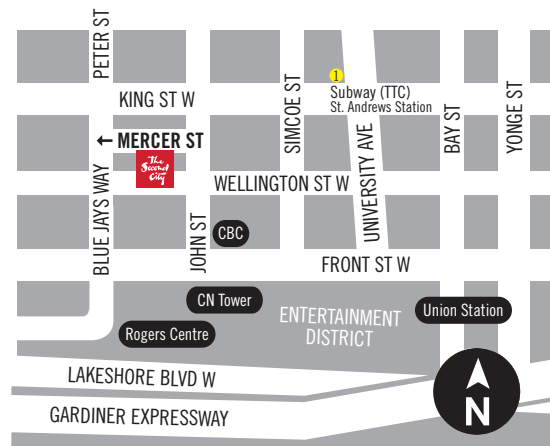 PETER ST
1
KING ST W
Subway (TTC)
St. Andrews Station
SIMCOE ST
UNIVERSITY AVE
BAY ST
YONGE ST
← MERCER ST
The
Second
City
WELLINGTON ST W
BLUE JAYS WAY
JOHN ST
CBC
FRONT ST W
CN Tower
ENTERTAINMENT
DISTRICT
Union Station
Rogers Centre
LAKESHORE BLVD W
GARDINER EXPRESSWAY
N